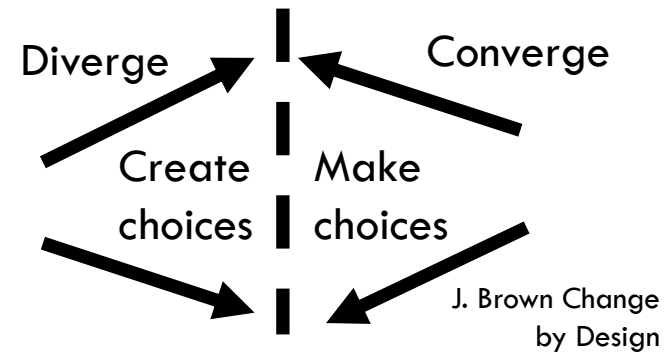 Diverge
Converge
Create
choices
Make
choices
J. Brown Change
by Design